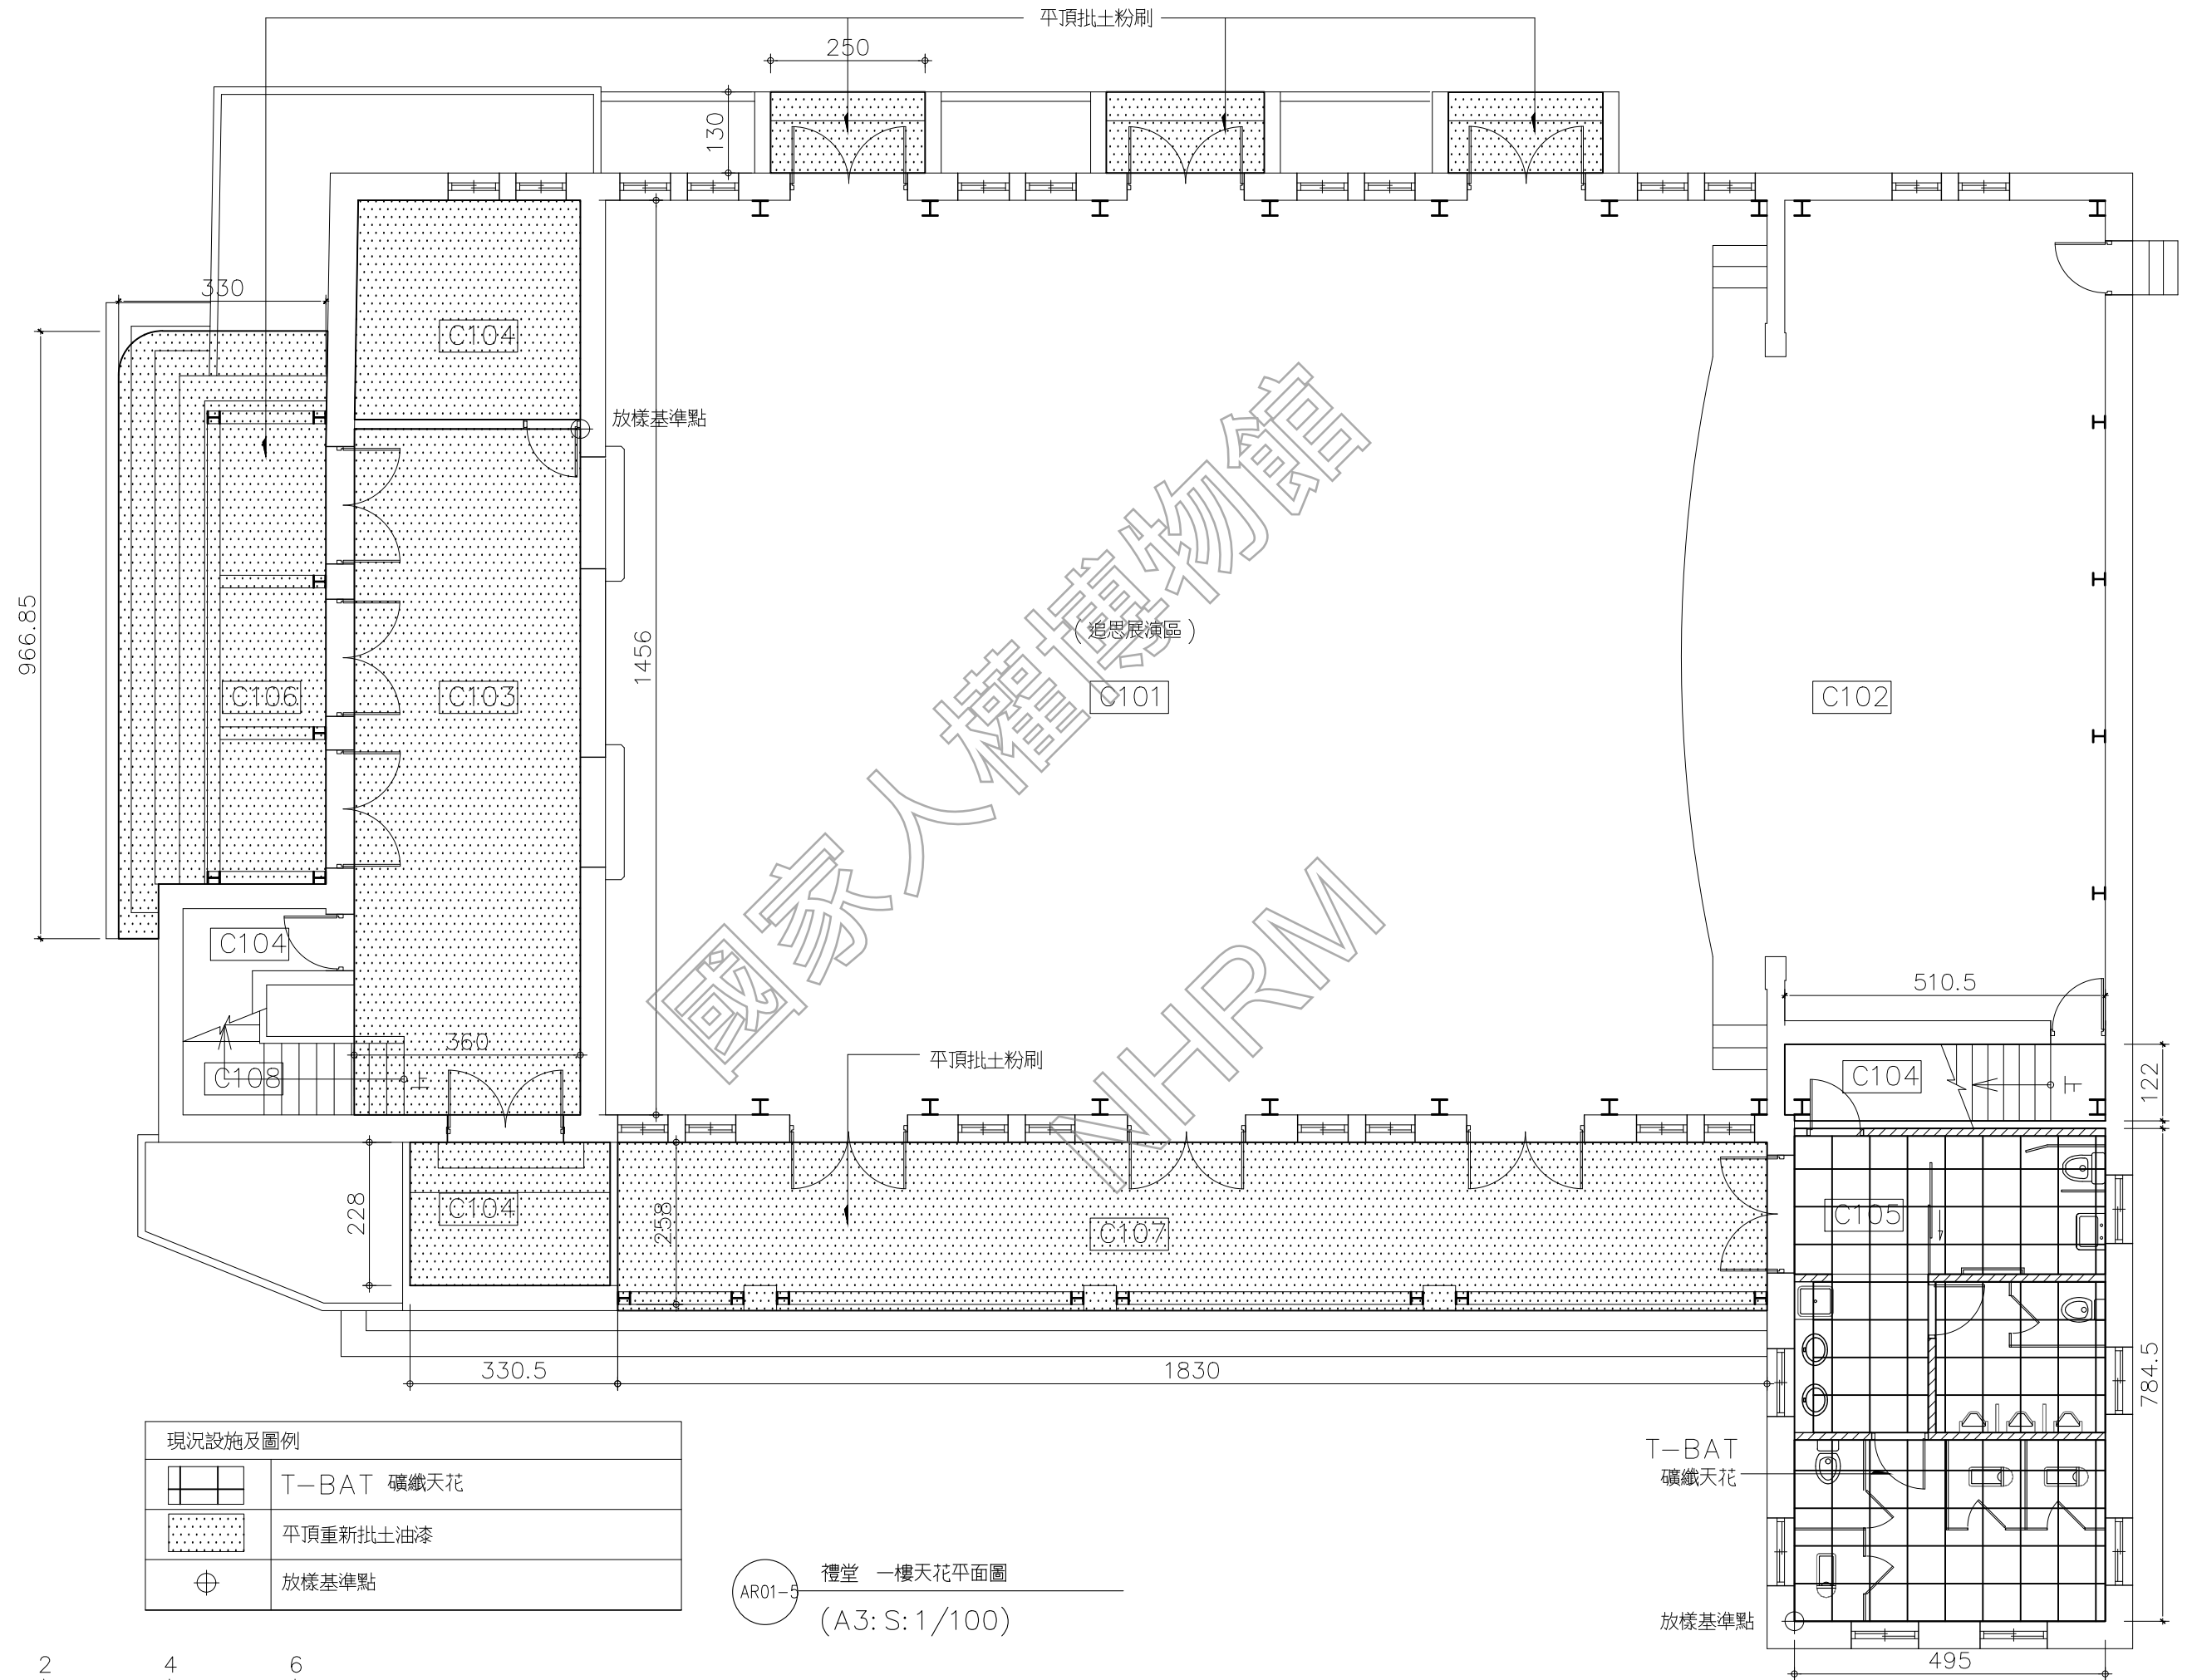 平頂批土粉刷
250
130
330
C104
放樣基準點
966.85
1456
(追思展演區)
C106
C103
C101
C102
國家人權博物館
NHRM
C104
510.5
360
平頂批土粉刷
C108
上
C104
下
122
228
C104
258
C107
C105
330.5
1830
784.5
現況設施及圖例
T-BAT 礦纖天花
平頂重新批土油漆
放樣基準點
T-BAT
礦纖天花
AR01-5
禮堂 一樓天花平面圖
(A3: S: 1/100)
放樣基準點
495
2 4 6